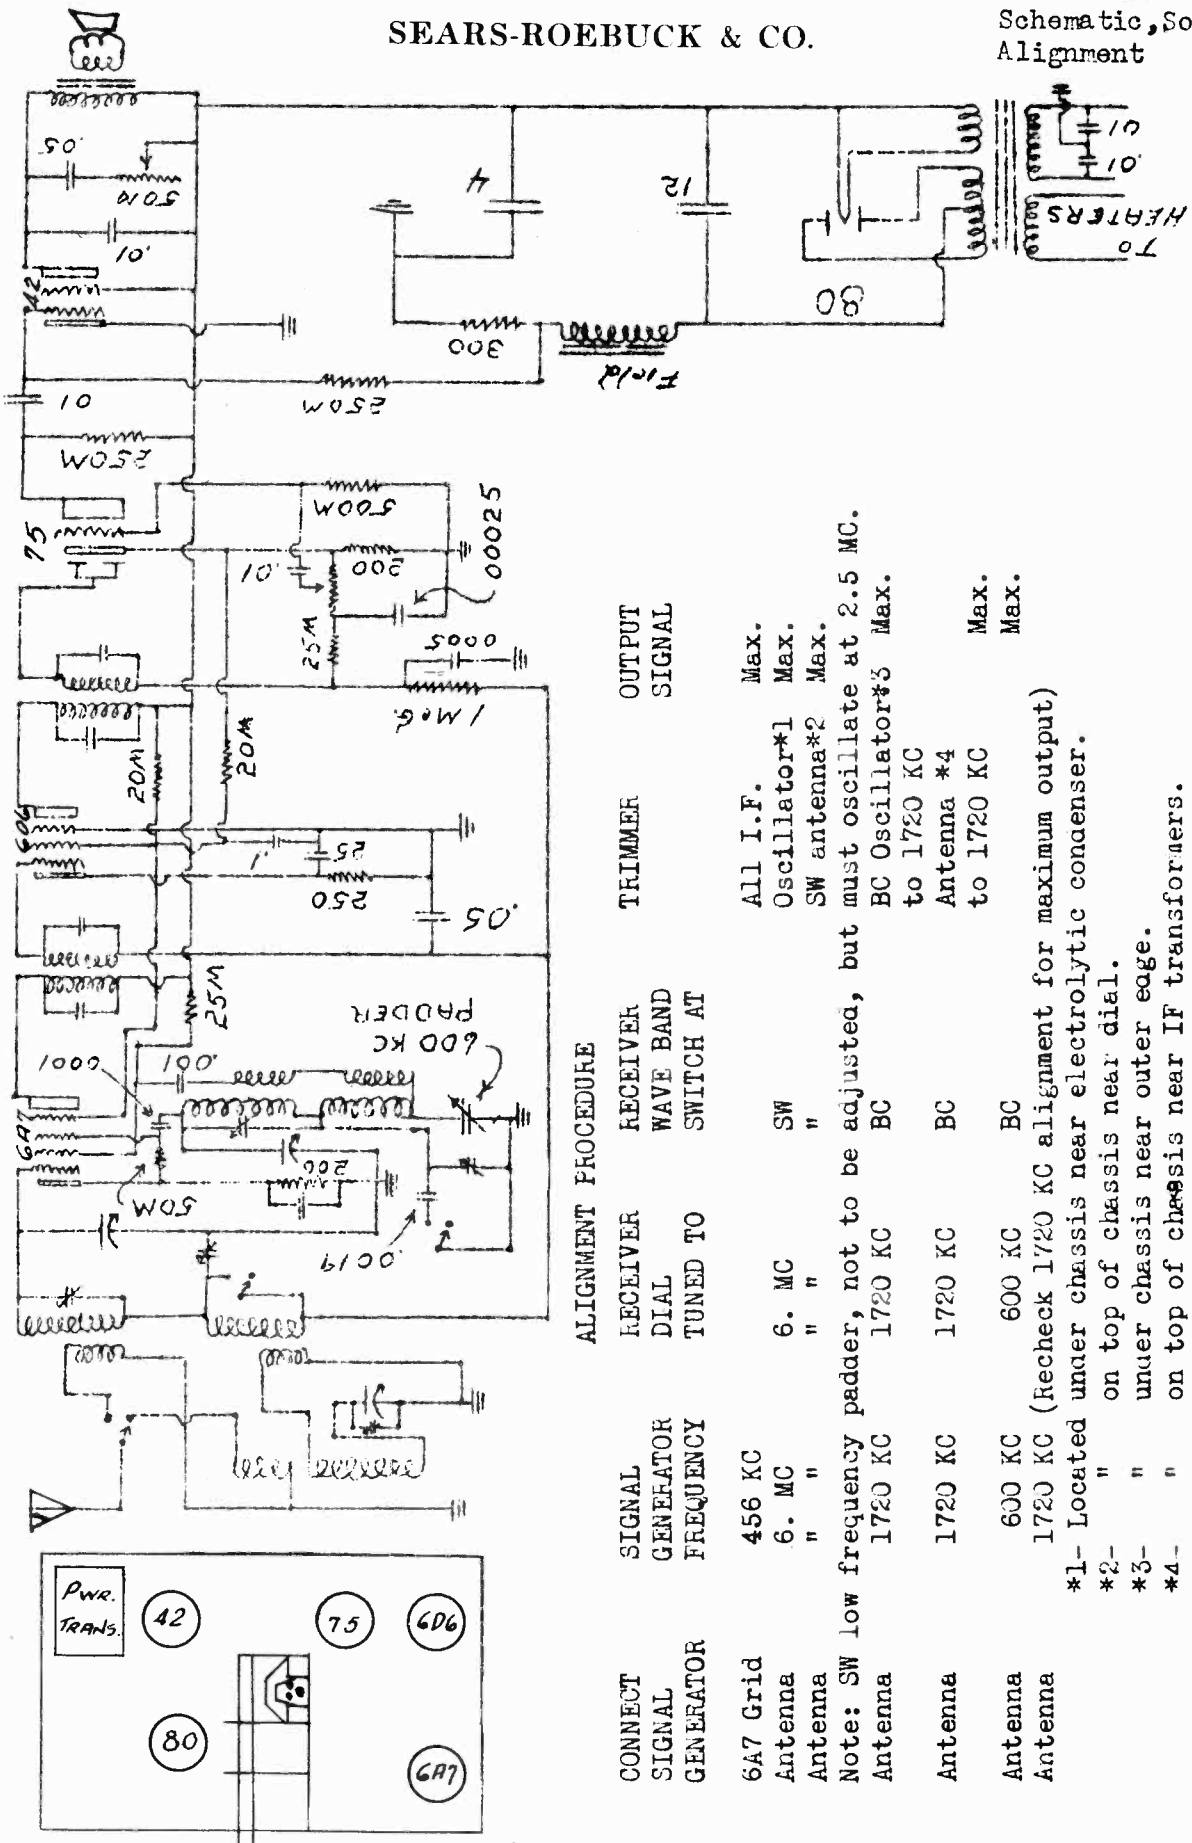 SEARS-ROEBUCK & CO.
Schematic, So
Alignment
.05
50M
.01
42
.01
250M
250M
300
Field
4
12
80
.01
.01
TO
HEATERS
75
500M
.01
300
.00025
25M
.0005
1 MEG.
20M
20M
6D6
.1
.25
250
.05
25M
.0001
.001
6A7
50M
200
.0019
600 KC
PADDER
PWR.
TRANS.
42
75
6D6
80
6A7
ALIGNMENT PROCEDURE
CONNECT SIGNAL RECEIVER RECEIVER TRIMMER OUTPUT
SIGNAL GENERATOR DIAL WAVE BAND SIGNAL
GENERATOR FREQUENCY TUNED TO SWITCH AT
6A7 Grid 456 KC All I.F. Max.
Antenna 6. MC 6. MC SW Oscillator*1 Max.
Antenna " " " " " SW antenna*2 Max.
Note: SW low frequency padder, not to be adjusted, but must oscillate at 2.5 MC.
Antenna 1720 KC 1720 KC BC BC Oscillator*3 Max.
to 1720 KC
Antenna 1720 KC 1720 KC BC Antenna *4
to 1720 KC Max.
Antenna 600 KC 600 KC BC Max.
Antenna 1720 KC (Recheck 1720 KC alignment for maximum output)
*1- Located under chassis near electrolytic condenser.
*2- " on top of chassis near dial.
*3- " under chassis near outer edge.
*4- " on top of chassis near IF transformers.